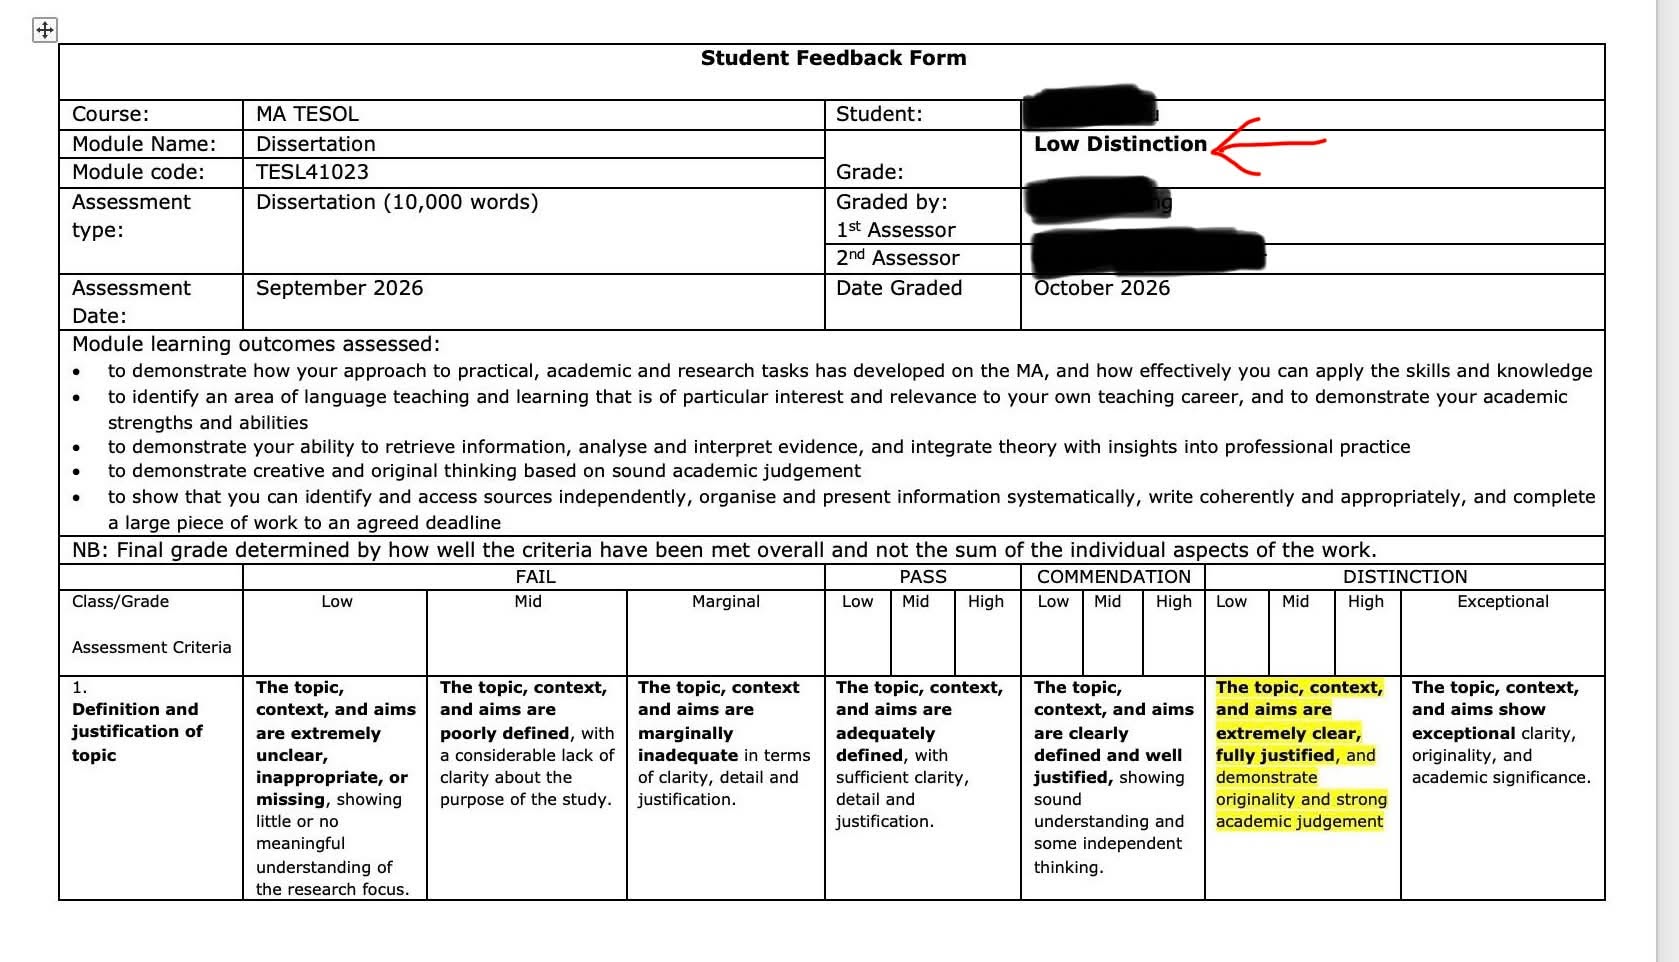 Student Feedback Form
Course: MA TESOL Student:
Module Name: Dissertation Low Distinction
Module code: TESL41023 Grade:
Assessment Dissertation (10,000 words) Graded by:
type: 1st Assessor
2nd Assessor
Assessment September 2026 Date Graded October 2026
Date:
Module learning outcomes assessed:
• to demonstrate how your approach to practical, academic and research tasks has developed on the MA, and how effectively you can apply the skills and knowledge
• to identify an area of language teaching and learning that is of particular interest and relevance to your own teaching career, and to demonstrate your academic
strengths and abilities
• to demonstrate your ability to retrieve information, analyse and interpret evidence, and integrate theory with insights into professional practice
• to demonstrate creative and original thinking based on sound academic judgement
• to show that you can identify and access sources independently, organise and present information systematically, write coherently and appropriately, and complete
a large piece of work to an agreed deadline
NB: Final grade determined by how well the criteria have been met overall and not the sum of the individual aspects of the work.
FAIL PASS COMMENDATION DISTINCTION
Class/Grade Low Mid Marginal Low Mid High Low Mid High Low Mid High Exceptional
Assessment Criteria
1.
Definition and
justification of
topic
The topic,
context, and aims
are extremely
unclear,
inappropriate, or
missing, showing
little or no
meaningful
understanding of
the research focus.
The topic, context,
and aims are
poorly defined, with
a considerable lack of
clarity about the
purpose of the study.
The topic, context
and aims are
marginally
inadequate in terms
of clarity, detail and
justification.
The topic, context,
and aims are
adequately
defined, with
sufficient clarity,
detail and
justification.
The topic,
context, and aims
are clearly
defined and well
justified, showing
sound
understanding and
some independent
thinking.
The topic, context,
and aims are
extremely clear,
fully justified, and
demonstrate
originality and strong
academic judgement
The topic, context,
and aims show
exceptional clarity,
originality, and
academic significance.